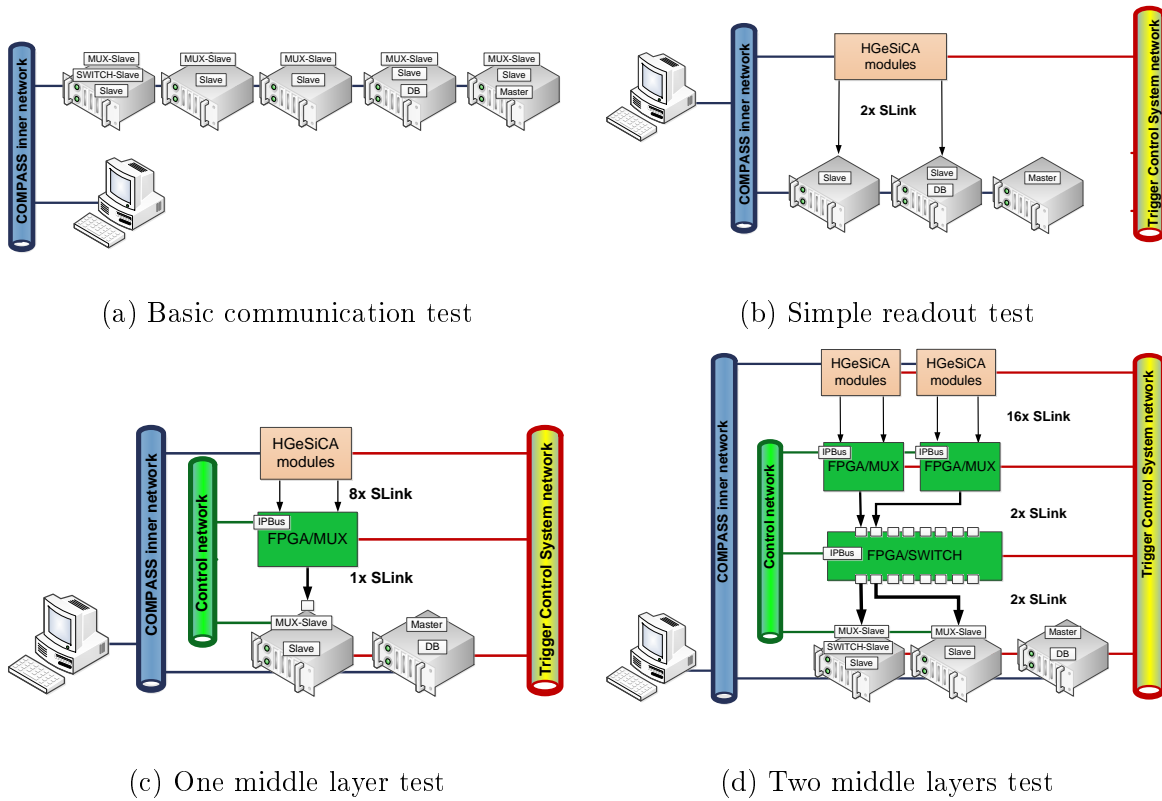 COMPASS inner network
MUX-Slave
SWITCH-Slave
Slave
MUX-Slave
Slave
MUX-Slave
Slave
MUX-Slave
Slave
DB
MUX-Slave
Slave
Master
(a) Basic communication test
COMPASS inner network
HGeSiCA
modules
2x SLink
Slave
Slave
DB
Master
Trigger Control System network
(b) Simple readout test
COMPASS inner network
Control network
HGeSiCA
modules
8x SLink
IPBus
FPGA/MUX
1x SLink
MUX-Slave
Slave
Master
DB
Trigger Control System network
(c) One middle layer test
COMPASS inner network
Control network
HGeSiCA
modules
HGeSiCA
modules
16x SLink
IPBus
FPGA/MUX
IPBus
FPGA/MUX
2x SLink
IPBus
FPGA/SWITCH
2x SLink
MUX-Slave
SWITCH-Slave
Slave
MUX-Slave
Slave
Master
DB
Trigger Control System network
(d) Two middle layers test